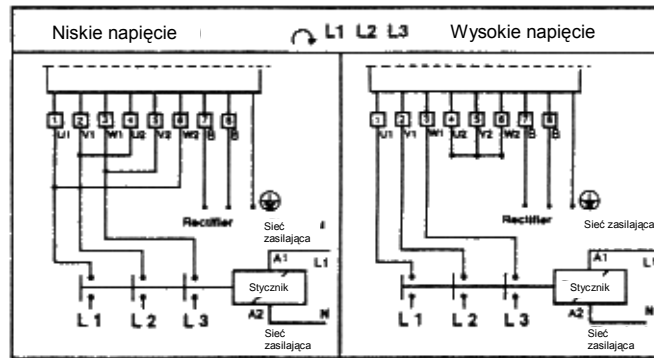 Niskie napięcie
L1 L2 L3
Wysokie napięcie
1 2 3 4 5 6 7 8
U1 V1 W1 U2 V2 W2 B B
Rectifier
Sieć zasilająca
A1
L1
Stycznik
L 1 L 2 L 3
A2
N
Sieć zasilająca
1 2 3 4 5 6 7 8
U1 V1 W1 U2 V2 W2 B B
Rectifier
Sieć zasilająca
A1
L1
Stycznik
L 1 L 2 L 3
A2
N
Sieć zasilająca